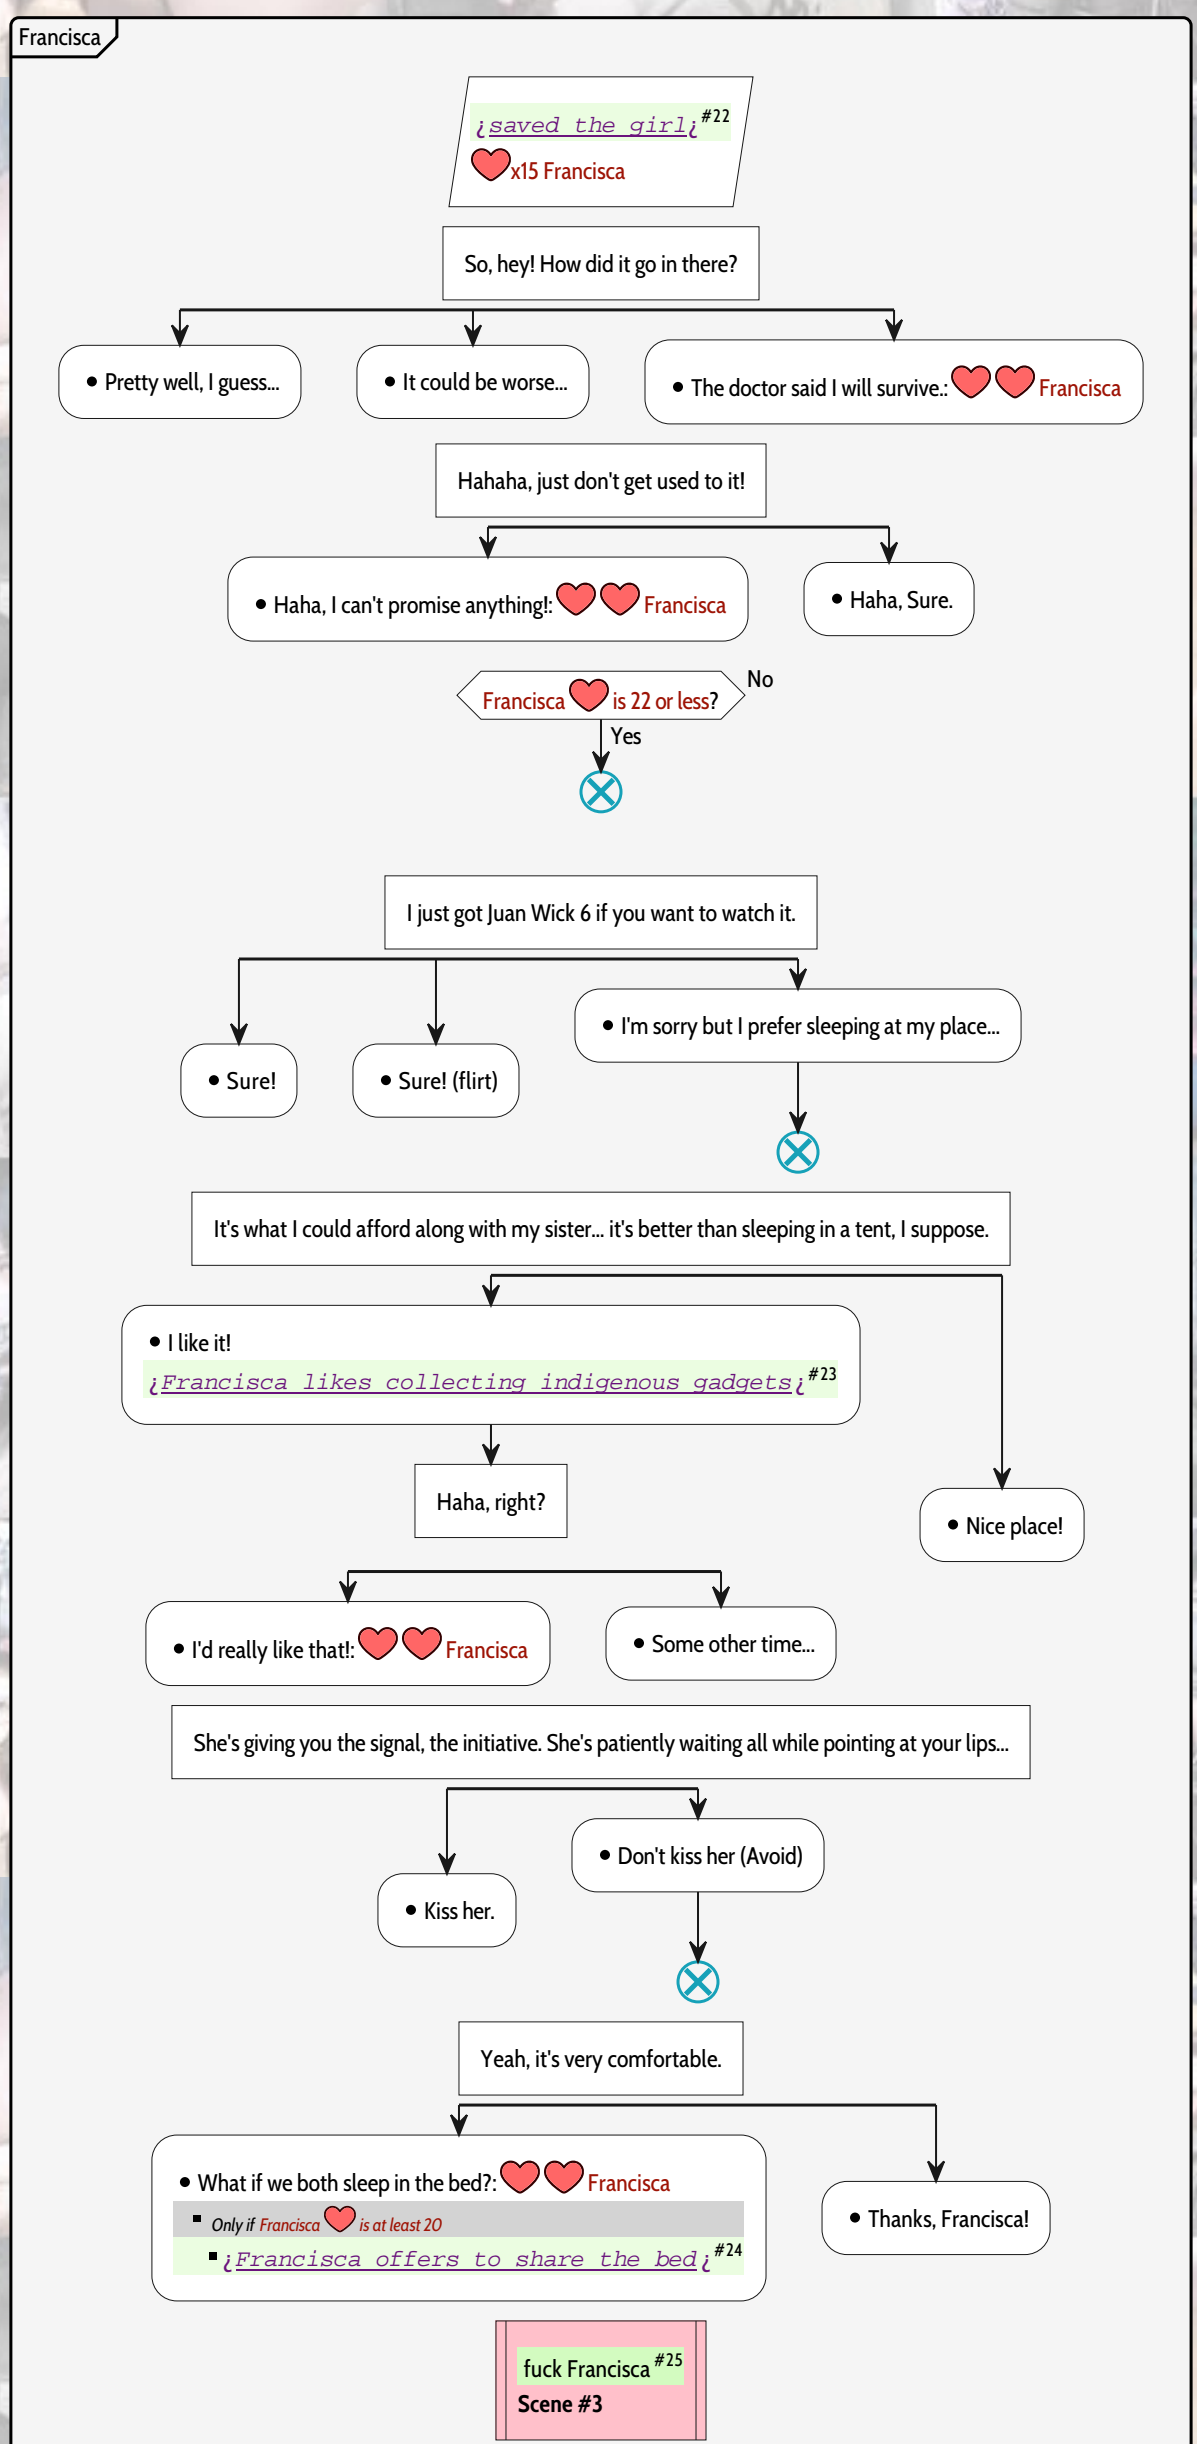 Francisca
¿saved the girl¿#22
x15 Francisca
So, hey! How did it go in there?
• Pretty well, I guess...
• It could be worse...
• The doctor said I will survive.: Francisca
Hahaha, just don't get used to it!
• Haha, I can't promise anything!: Francisca
• Haha, Sure.
Francisca is 22 or less?
No
Yes
I just got Juan Wick 6 if you want to watch it.
• Sure!
• Sure! (flirt)
• I'm sorry but I prefer sleeping at my place...
It's what I could afford along with my sister... it's better than sleeping in a tent, I suppose.
• I like it!
¿Francisca likes collecting indigenous gadgets¿#23
Haha, right?
• Nice place!
• I'd really like that!: Francisca
• Some other time...
She's giving you the signal, the initiative. She's patiently waiting all while pointing at your lips...
• Kiss her.
• Don't kiss her (Avoid)
Yeah, it's very comfortable.
• What if we both sleep in the bed?: Francisca
▪ Only if Francisca is at least 20
▪ ¿Francisca offers to share the bed¿#24
• Thanks, Francisca!
fuck Francisca #25
Scene #3